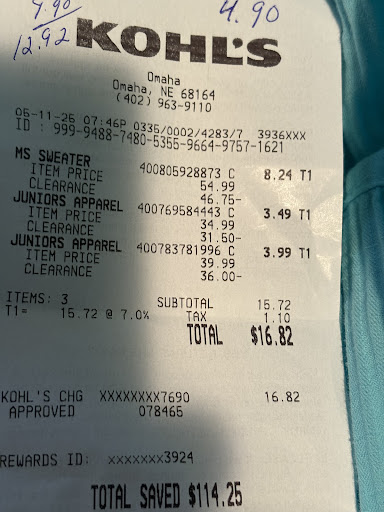 9.90
12.92
4.90
KOHL'S
Omaha
Omaha, NE 68164
(402) 963-9110
06-11-26 07:46P 0335/0002/4283/7 3936XXX
ID : 999-9488-7480-5355-9664-9757-1621
MS SWEATER 400805928873 C 8.24 T1
ITEM PRICE 54.99
CLEARANCE 46.75-
JUNIORS APPAREL 400769584443 C 3.49 T1
ITEM PRICE 34.99
CLEARANCE 31.50-
JUNIORS APPAREL 400783781996 C 3.99 T1
ITEM PRICE 39.99
CLEARANCE 36.00-
ITEMS: 3 SUBTOTAL 15.72
T1= 15.72 @ 7.0% TAX 1.10
TOTAL $16.82
KOHL'S CHG XXXXXXXX7690 16.82
APPROVED 078465
REWARDS ID: xxxxxxx3924
TOTAL SAVED $114.25